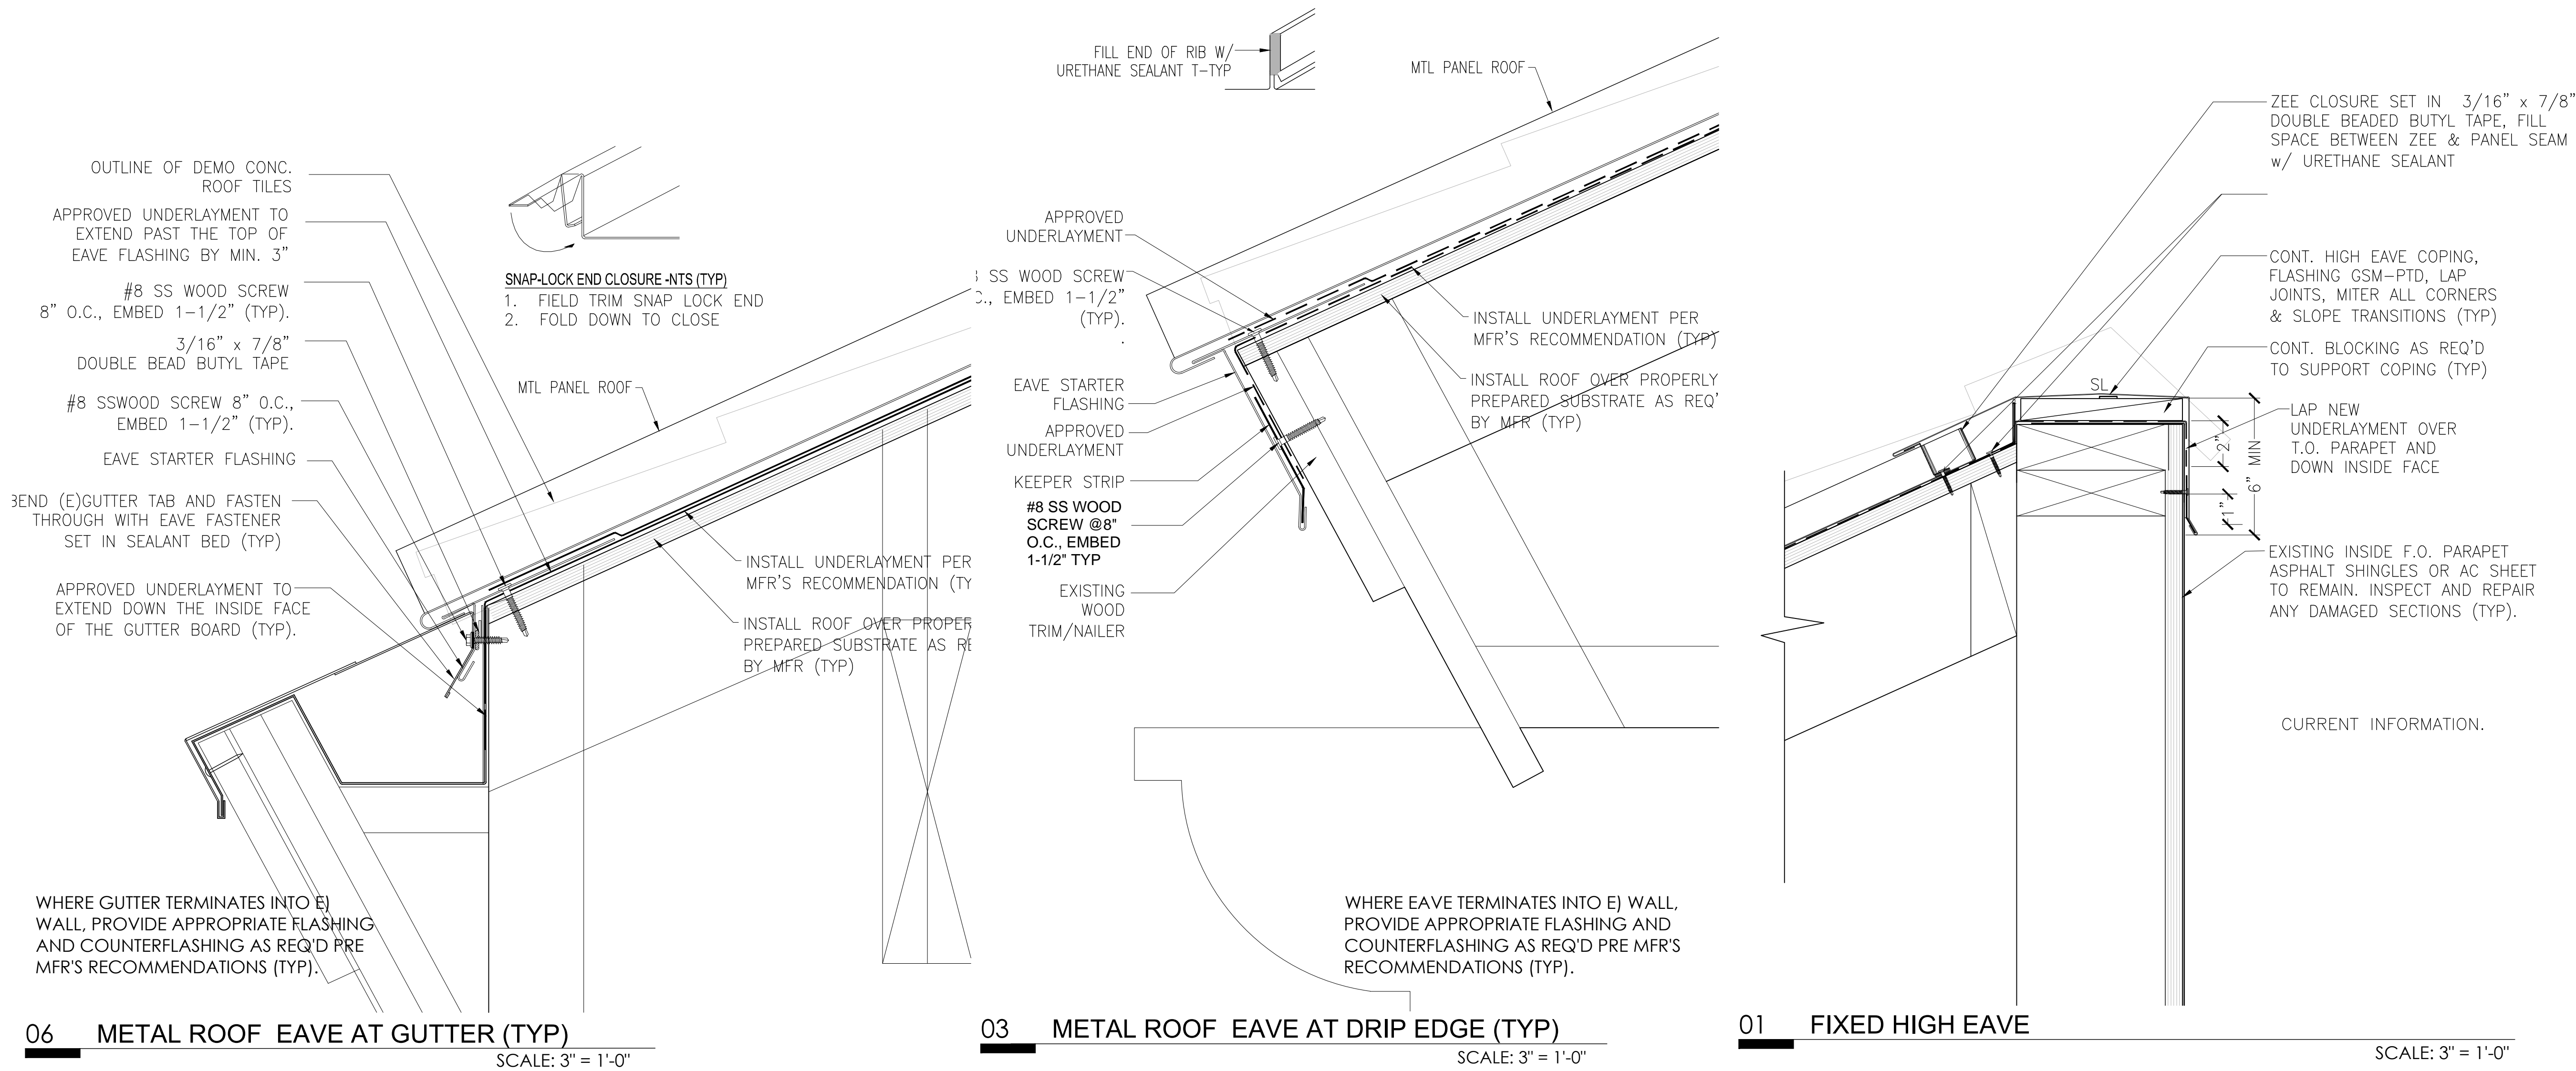 OUTLINE OF DEMO CONC.
ROOF TILES
APPROVED UNDERLAYMENT TO
EXTEND PAST THE TOP OF
EAVE FLASHING BY MIN. 3"
#8 SS WOOD SCREW
8" O.C., EMBED 1-1/2" (TYP).
3/16" x 7/8"
DOUBLE BEAD BUTYL TAPE
#8 SSWOOD SCREW 8" O.C.,
EMBED 1-1/2" (TYP).
EAVE STARTER FLASHING
BEND (E)GUTTER TAB AND FASTEN
THROUGH WITH EAVE FASTENER
SET IN SEALANT BED (TYP)
APPROVED UNDERLAYMENT TO
EXTEND DOWN THE INSIDE FACE
OF THE GUTTER BOARD (TYP).
SNAP-LOCK END CLOSURE -NTS (TYP)
1. FIELD TRIM SNAP LOCK END
2. FOLD DOWN TO CLOSE
MTL PANEL ROOF
INSTALL UNDERLAYMENT PER
MFR'S RECOMMENDATION (TY
INSTALL ROOF OVER PROPER
PREPARED SUBSTRATE AS RE
BY MFR (TYP)
WHERE GUTTER TERMINATES INTO E)
WALL, PROVIDE APPROPRIATE FLASHING
AND COUNTERFLASHING AS REQ'D PRE
MFR'S RECOMMENDATIONS (TYP).
06 METAL ROOF EAVE AT GUTTER (TYP)
SCALE: 3" = 1'-0"
FILL END OF RIB W/
URETHANE SEALANT T-TYP
MTL PANEL ROOF
APPROVED
UNDERLAYMENT
SS WOOD SCREW
C., EMBED 1-1/2"
(TYP).
.
EAVE STARTER
FLASHING
APPROVED
UNDERLAYMENT
KEEPER STRIP
#8 SS WOOD
SCREW @8"
O.C., EMBED
1-1/2" TYP
EXISTING
WOOD
TRIM/NAILER
INSTALL UNDERLAYMENT PER
MFR'S RECOMMENDATION (TYP)
INSTALL ROOF OVER PROPERLY
PREPARED SUBSTRATE AS REQ'
BY MFR (TYP)
WHERE EAVE TERMINATES INTO E) WALL,
PROVIDE APPROPRIATE FLASHING AND
COUNTERFLASHING AS REQ'D PRE MFR'S
RECOMMENDATIONS (TYP).
03 METAL ROOF EAVE AT DRIP EDGE (TYP)
SCALE: 3" = 1'-0"
ZEE CLOSURE SET IN 3/16" x 7/8"
DOUBLE BEADED BUTYL TAPE, FILL
SPACE BETWEEN ZEE & PANEL SEAM
w/ URETHANE SEALANT
CONT. HIGH EAVE COPING,
FLASHING GSM-PTD, LAP
JOINTS, MITER ALL CORNERS
& SLOPE TRANSITIONS (TYP)
CONT. BLOCKING AS REQ'D
TO SUPPORT COPING (TYP)
SL
LAP NEW
UNDERLAYMENT OVER
T.O. PARAPET AND
DOWN INSIDE FACE
2"
6" MIN
1"
EXISTING INSIDE F.O. PARAPET
ASPHALT SHINGLES OR AC SHEET
TO REMAIN. INSPECT AND REPAIR
ANY DAMAGED SECTIONS (TYP).
CURRENT INFORMATION.
01 FIXED HIGH EAVE
SCALE: 3" = 1'-0"